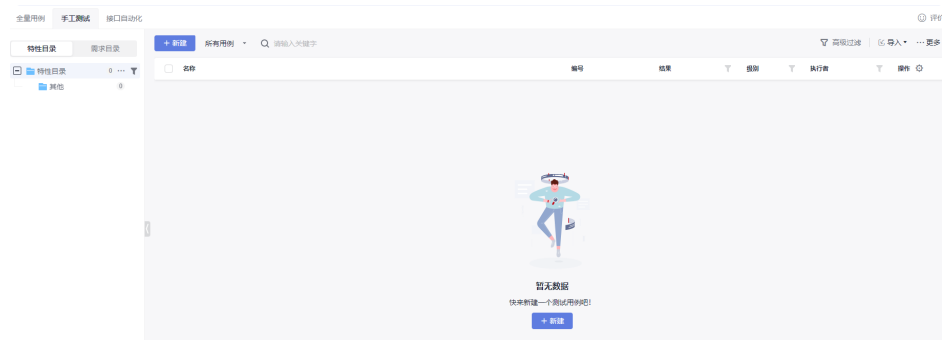 全量用例 手工测试 接口自动化 评价
特性目录 需求目录 + 新建 所有用例 请输入关键字 高级过滤 导入 ··· 更多
特性目录 0 ··· 名称 编号 结果 级别 执行者 操作
其他 0
暂无数据
快来新建一个测试用例吧!
+ 新建